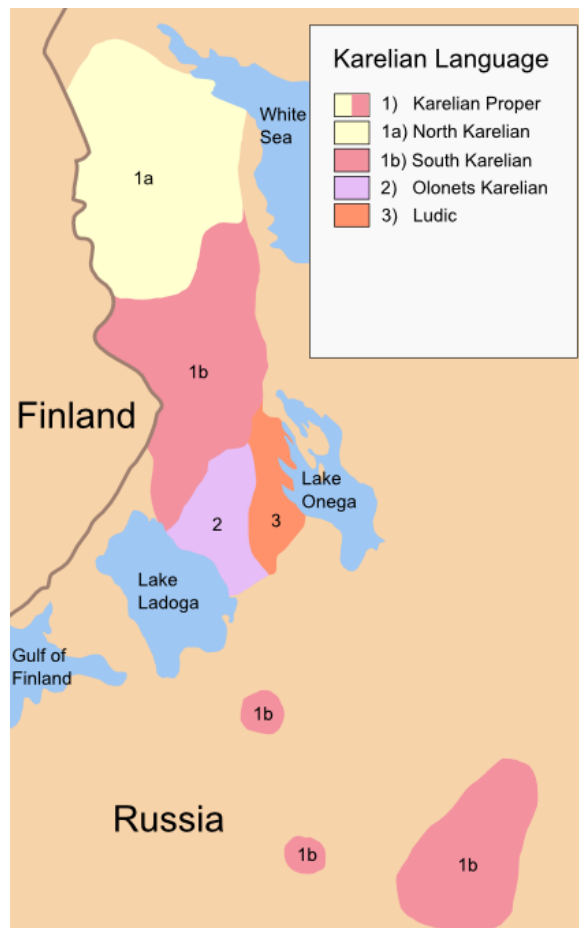 Karelian Language
1) Karelian Proper
1a) North Karelian
1b) South Karelian
2) Olonets Karelian
3) Ludic
White
Sea
1a
1b
Finland
Lake
Onega
2
3
Lake
Ladoga
Gulf of
Finland
1b
Russia
1b
1b